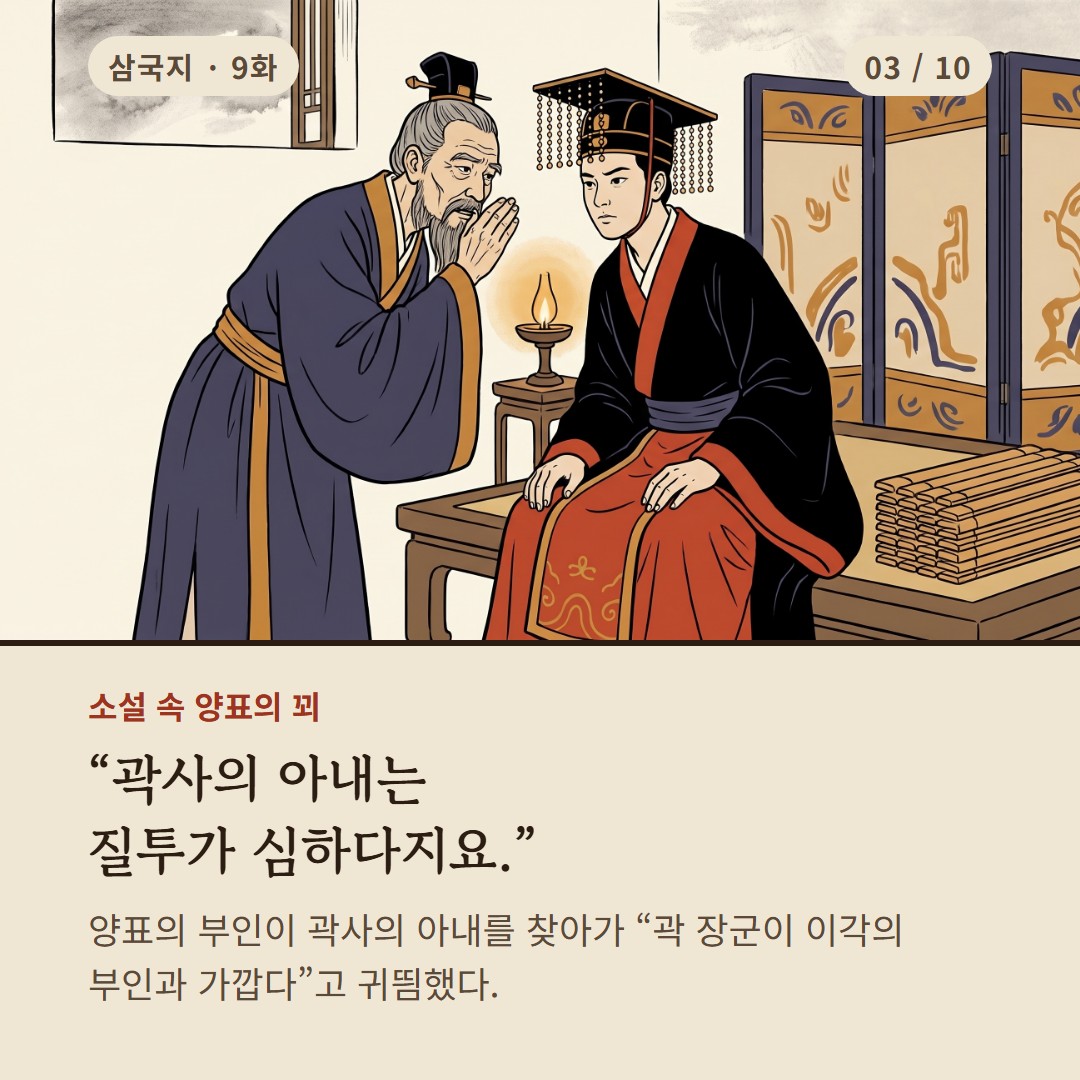 삼국지 · 9화
03 / 10
소설 속 양표의 꾀
“곽사의 아내는
질투가 심하다지요.”
양표의 부인이 곽사의 아내를 찾아가 “곽 장군이 이각의
부인과 가깝다”고 귀띔했다.